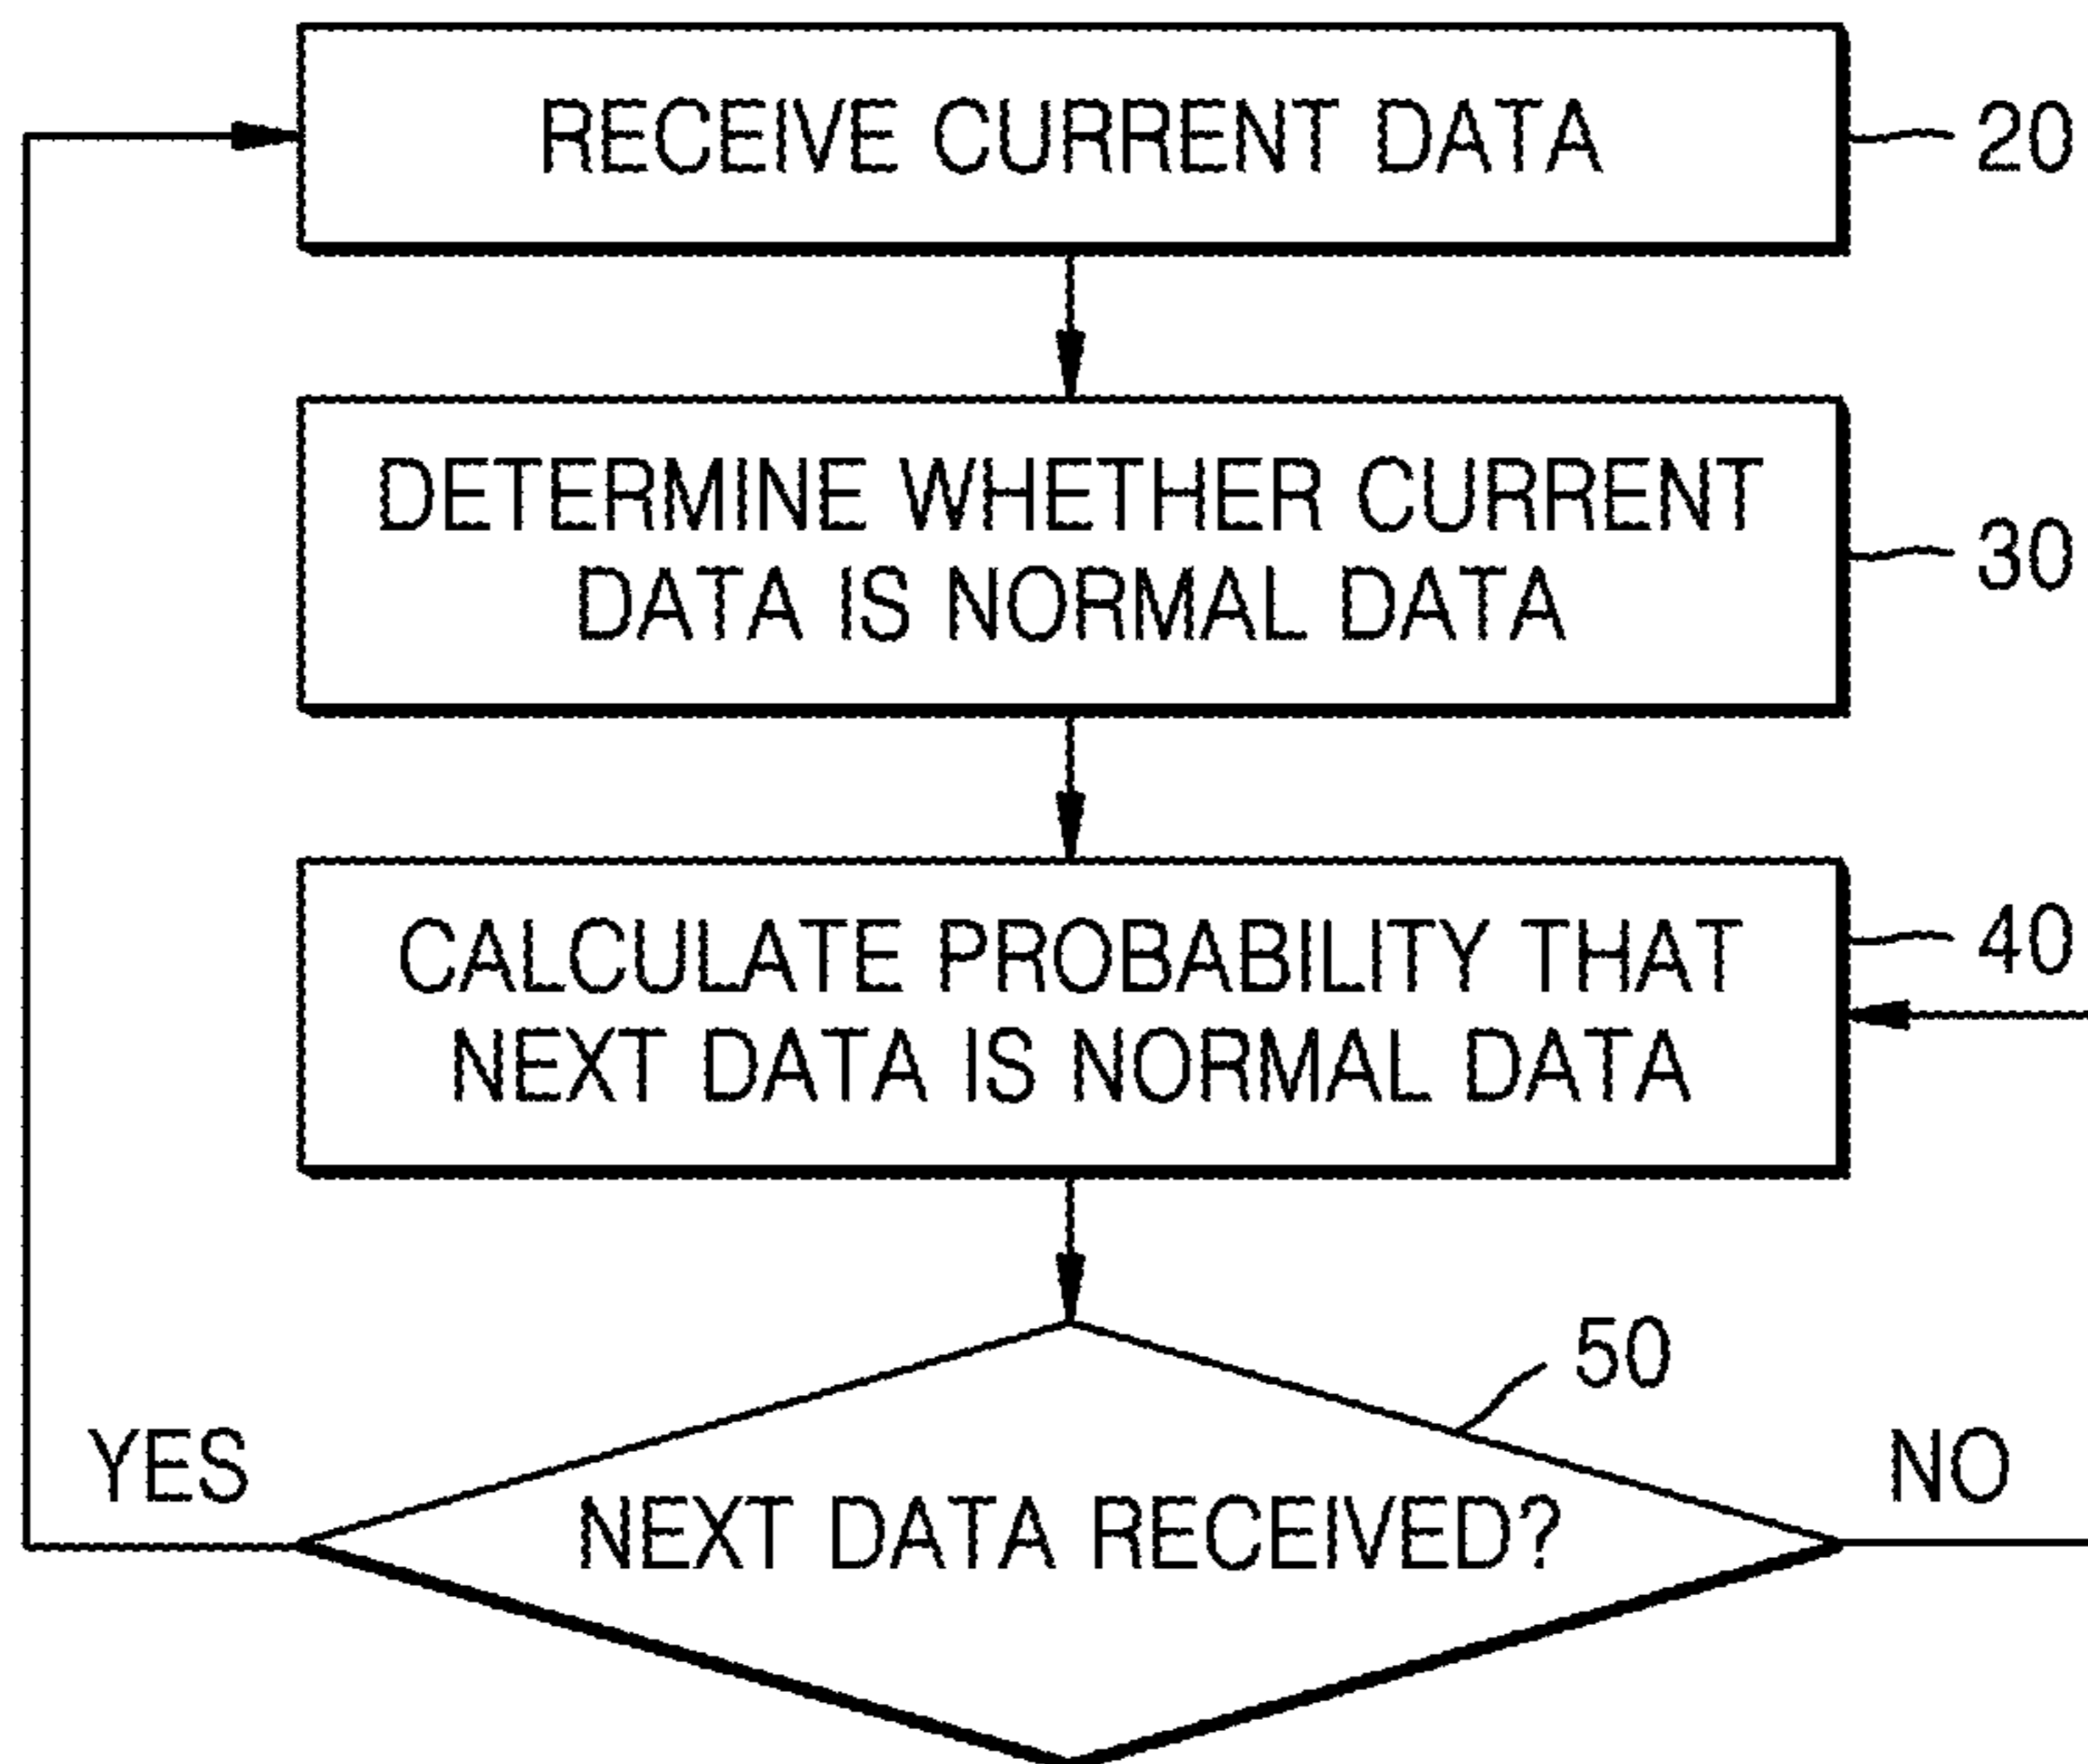 RECEIVE CURRENT DATA
20
DETERMINE WHETHER CURRENT
DATA IS NORMAL DATA
30
CALCULATE PROBABILITY THAT
NEXT DATA IS NORMAL DATA
40
50
YES
NO
NEXT DATA RECEIVED?